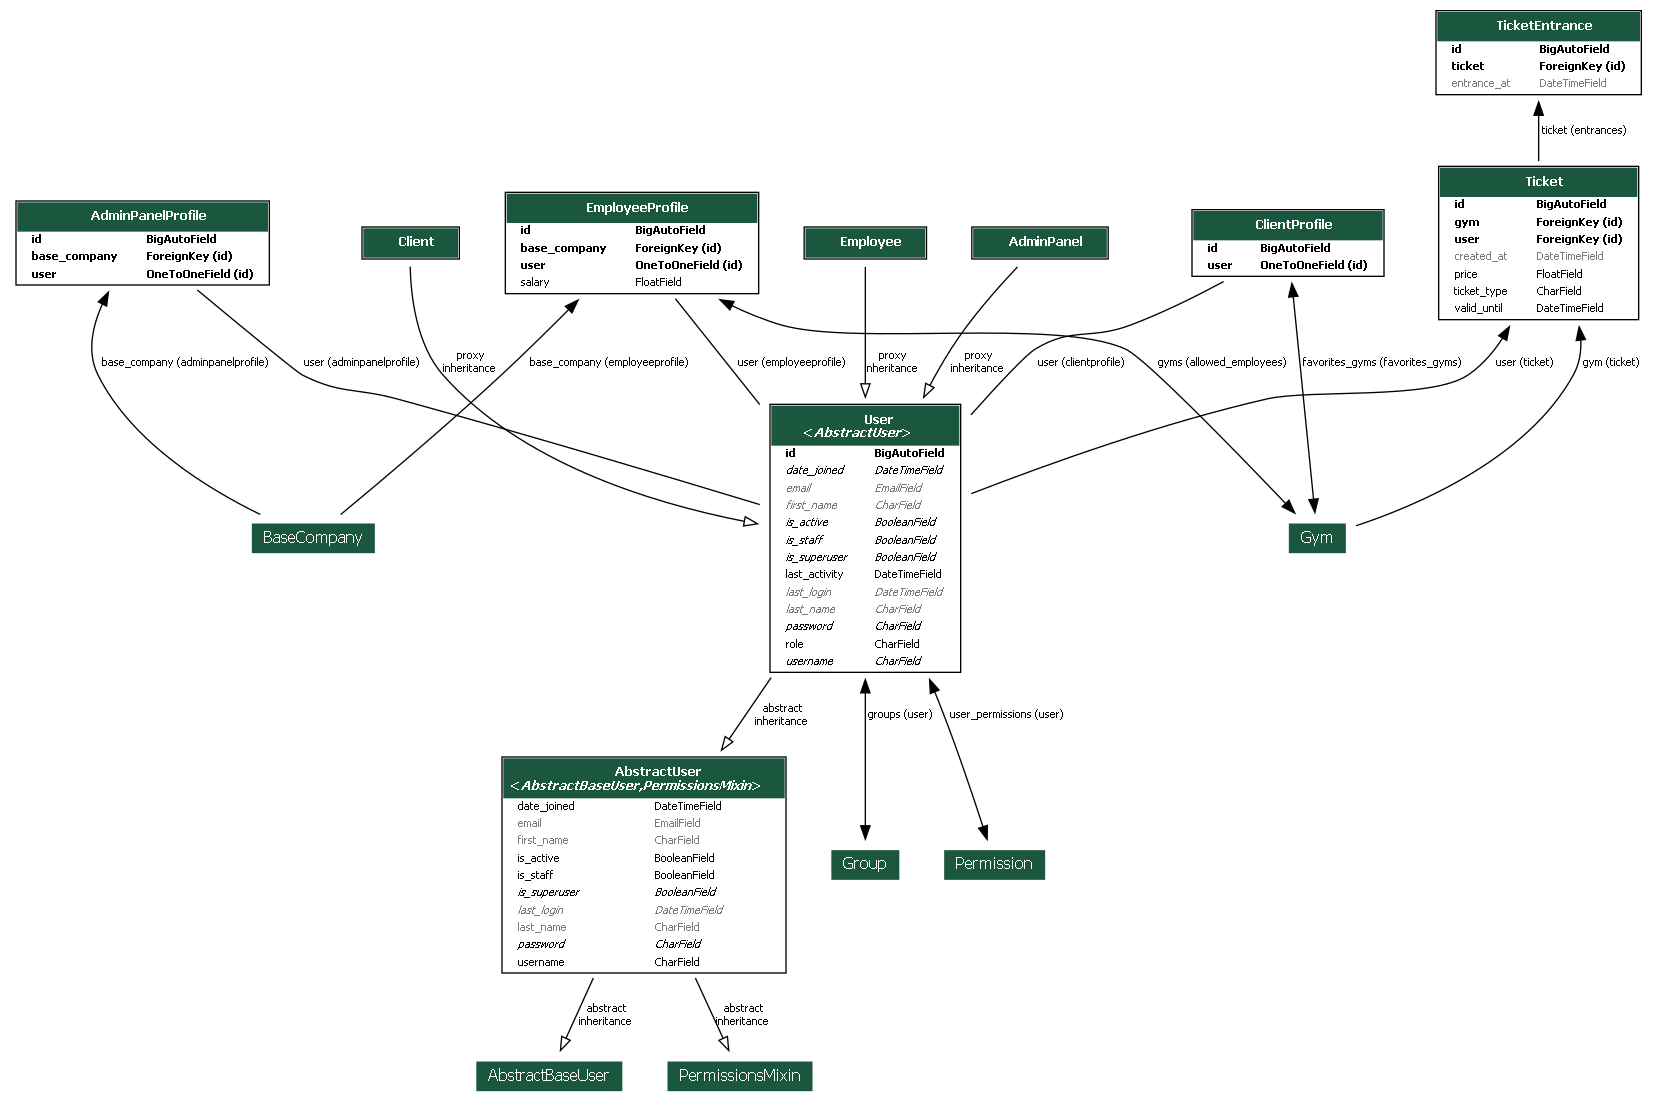 TicketEntrance
id BigAutoField
ticket ForeignKey (id)
entrance_at DateTimeField
ticket (entrances)
Ticket
id BigAutoField
gym ForeignKey (id)
user ForeignKey (id)
created_at DateTimeField
price FloatField
ticket_type CharField
valid_until DateTimeField
AdminPanelProfile
id BigAutoField
base_company ForeignKey (id)
user OneToOneField (id)
Client
EmployeeProfile
id BigAutoField
base_company ForeignKey (id)
user OneToOneField (id)
salary FloatField
Employee
AdminPanel
ClientProfile
id BigAutoField
user OneToOneField (id)
base_company (adminpanelprofile)
user (adminpanelprofile)
proxy
inheritance
base_company (employeeprofile)
user (employeeprofile)
proxy
inheritance
proxy
inheritance
user (clientprofile)
gyms (allowed_employees)
favorites_gyms (favorites_gyms)
user (ticket)
gym (ticket)
User
<AbstractUser>
id BigAutoField
date_joined DateTimeField
email EmailField
first_name CharField
is_active BooleanField
is_staff BooleanField
is_superuser BooleanField
last_activity DateTimeField
last_login DateTimeField
last_name CharField
password CharField
role CharField
username CharField
BaseCompany
Gym
abstract
inheritance
groups (user)
user_permissions (user)
AbstractUser
<AbstractBaseUser,PermissionsMixin>
date_joined DateTimeField
email EmailField
first_name CharField
is_active BooleanField
is_staff BooleanField
is_superuser BooleanField
last_login DateTimeField
last_name CharField
password CharField
username CharField
Group
Permission
abstract
inheritance
abstract
inheritance
AbstractBaseUser
PermissionsMixin